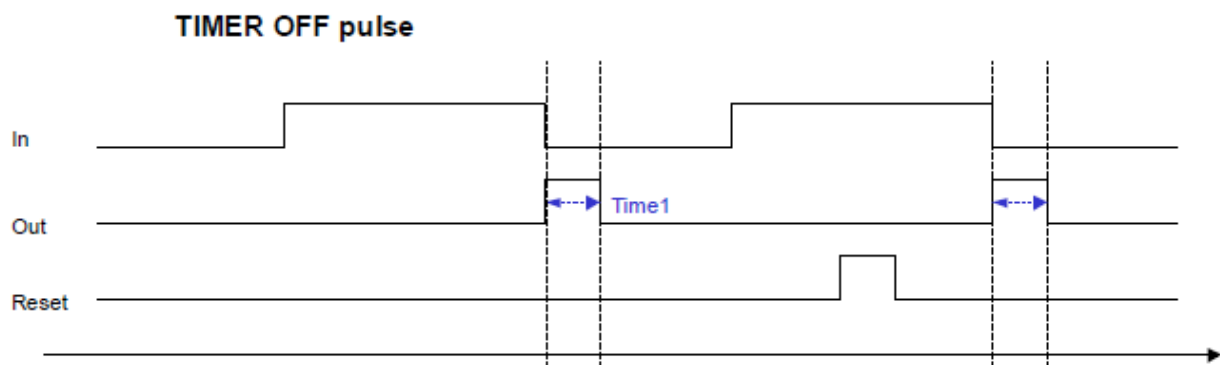 TIMER OFF pulse
In
Time1
Out
Reset